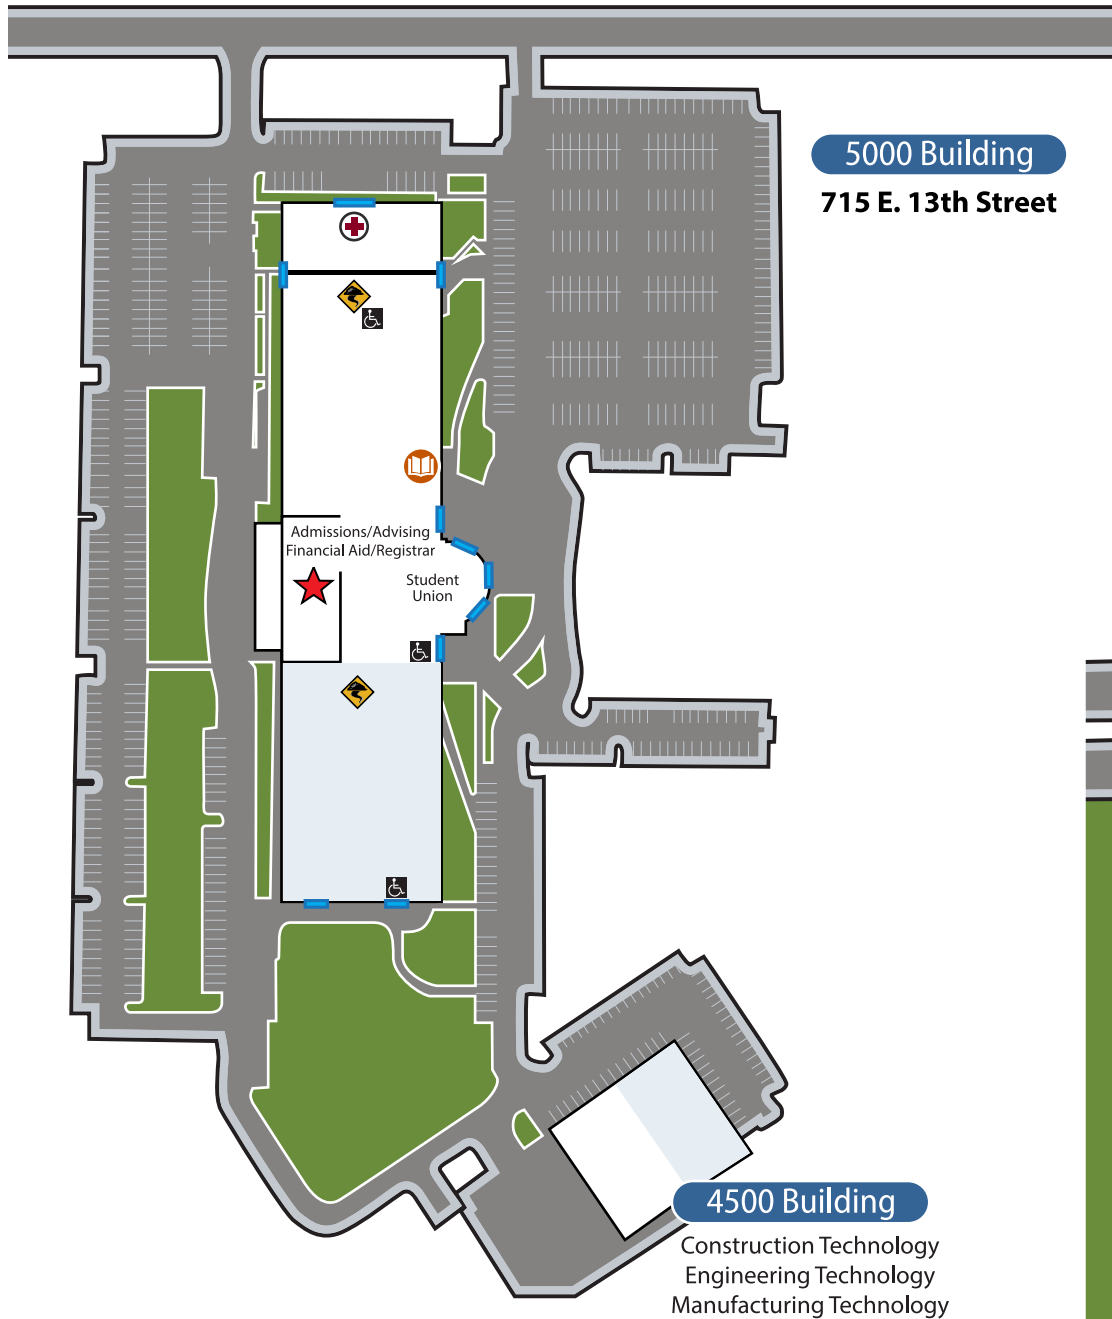 5000 Building
715 E. 13th Street
Admissions/Advising
Financial Aid/Registrar
Student
Union
4500 Building
Construction Technology
Engineering Technology
Manufacturing Technology